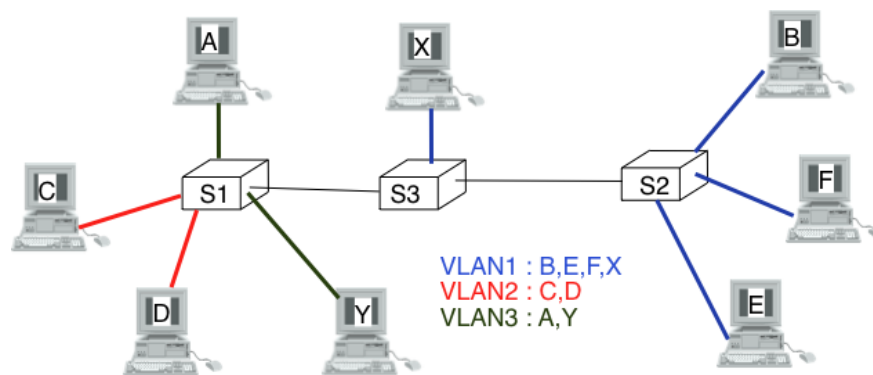 A
X
B
C
S1
S3
S2
F
D
Y
E
VLAN1 : B,E,F,X
VLAN2 : C,D
VLAN3 : A,Y